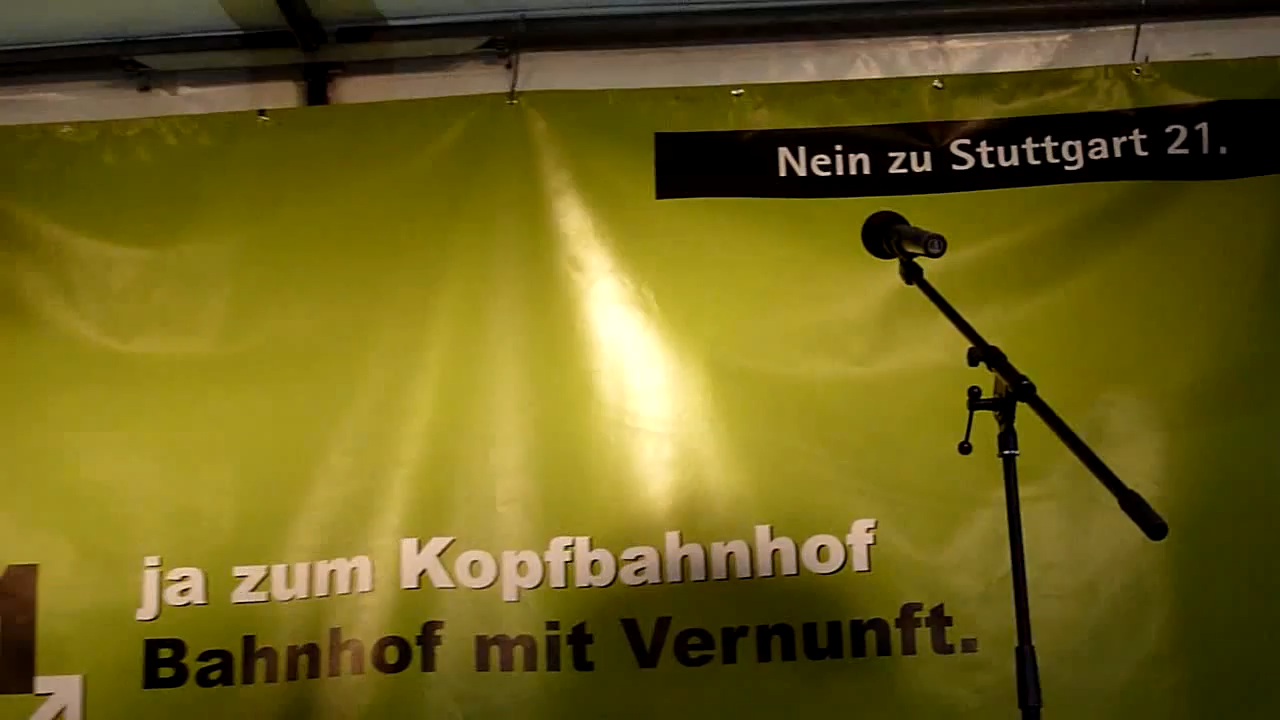 Nein zu Stuttgart 21.
ja zum Kopfbahnhof
Bahnhof mit Vernunft.